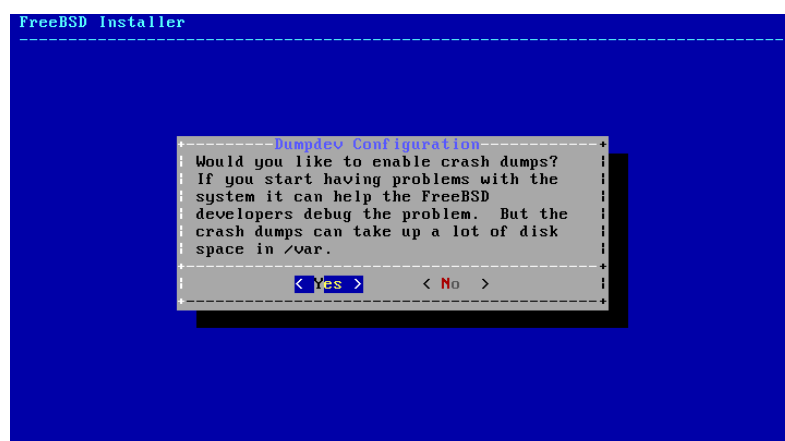 FreeBSD Installer
Dumpdev Configuration
Would you like to enable crash dumps?
If you start having problems with the
system it can help the FreeBSD
developers debug the problem.  But the
crash dumps can take up a lot of disk
space in /var.
< Yes > < No >